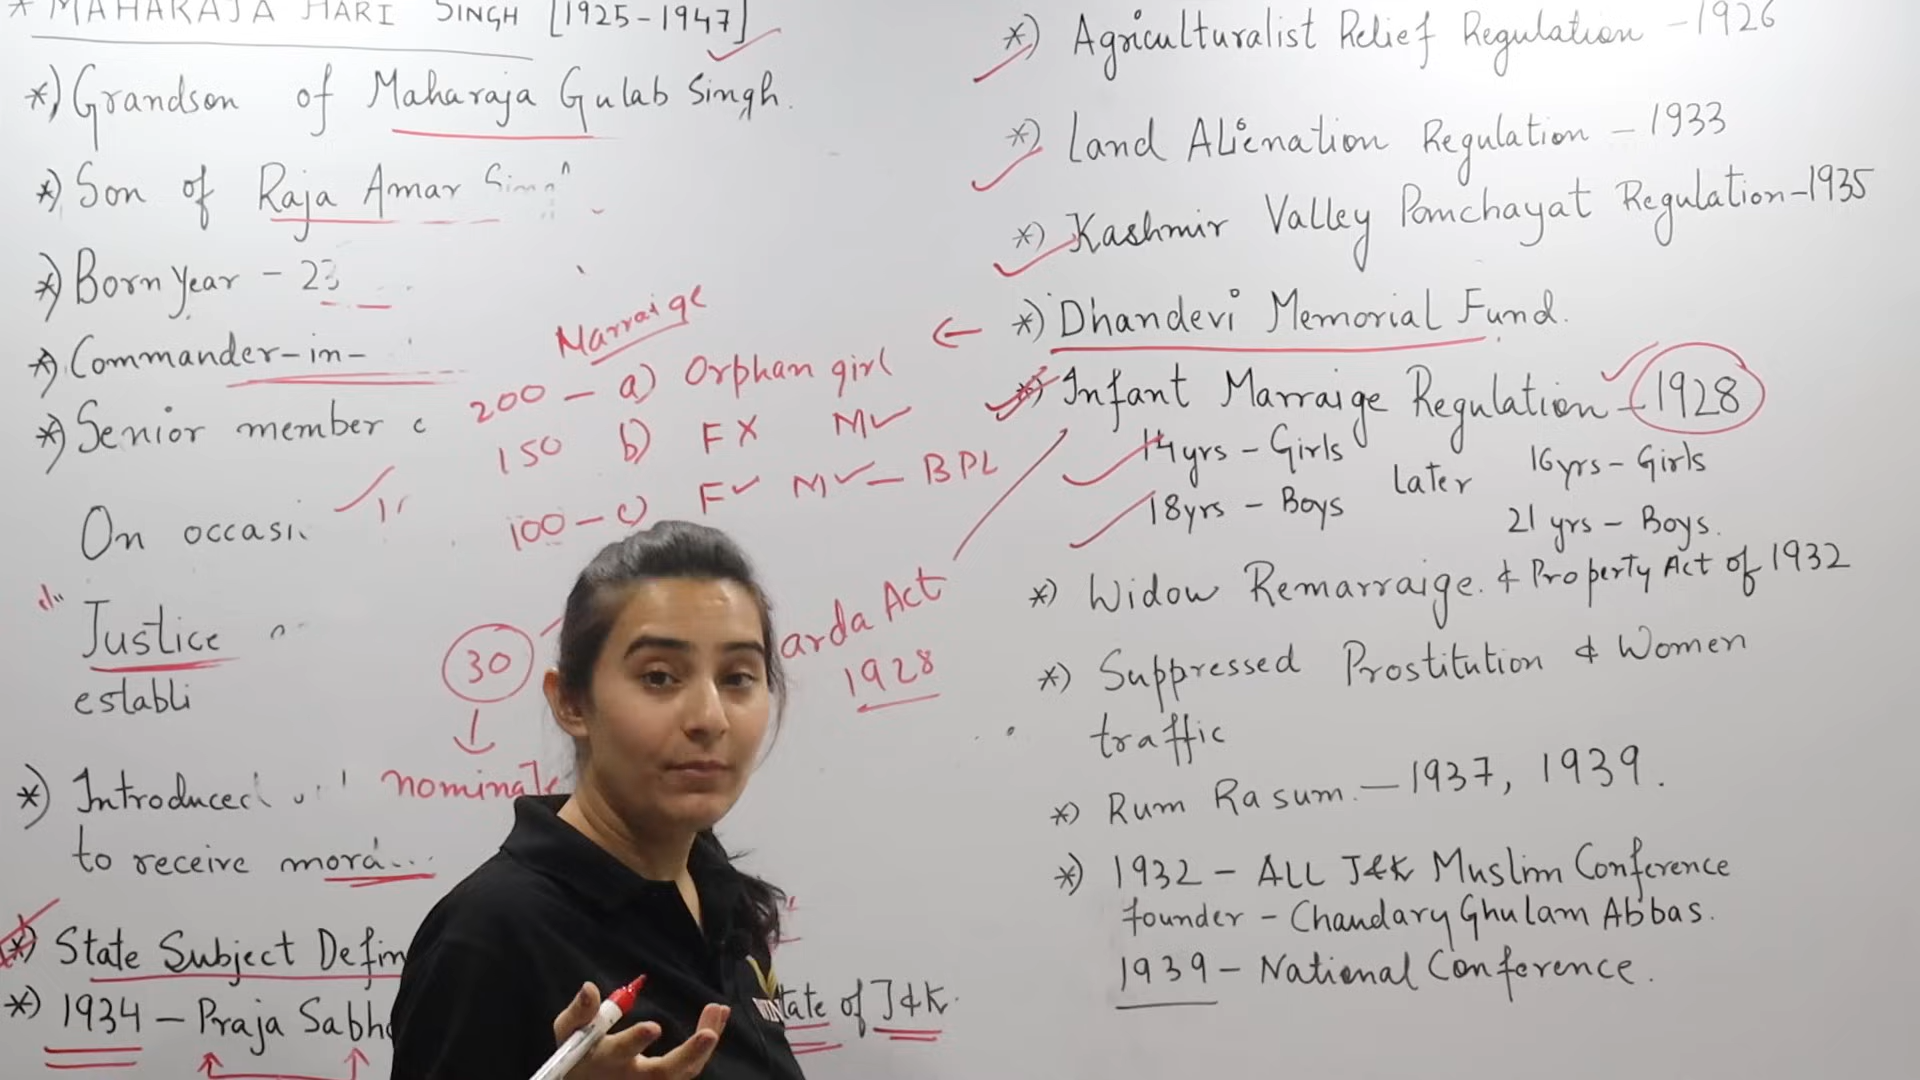 * MAHARAJA HARI SINGH [1925-1947]
*) Grandson of Maharaja Gulab Singh.
*) Son of Raja Amar
*) Born Year - 23
*) Commander-in-
*) Senior member
On occasi
Justice
establi
*) Introduced
to receive
*) State Subject Defin
*) 1934 - Praja Sabh
tate of J&K.
Marraige
200 - a) Orphan girl
150 b) F X M ✓
100 - c) F ✓ M ✓ - BPL
30
↓
nominate
arda Act
1928
*) Agriculturalist Relief Regulation - 1926
*) Land Alienation Regulation - 1933
*) Kashmir Valley Panchayat Regulation-1935
← *) Dhandevi Memorial Fund.
*) Infant Marraige Regulation - 1928
14yrs - Girls Later 16yrs - Girls
18yrs - Boys 21 yrs - Boys.
*) Widow Remarraige. & Property Act of 1932
*) Suppressed Prostitution & Women
traffic
*) Rum Rasum. - 1937, 1939.
*) 1932 - ALL J&K Muslim Conference
founder - Chaudary Ghulam Abbas.
1939 - National Conference.